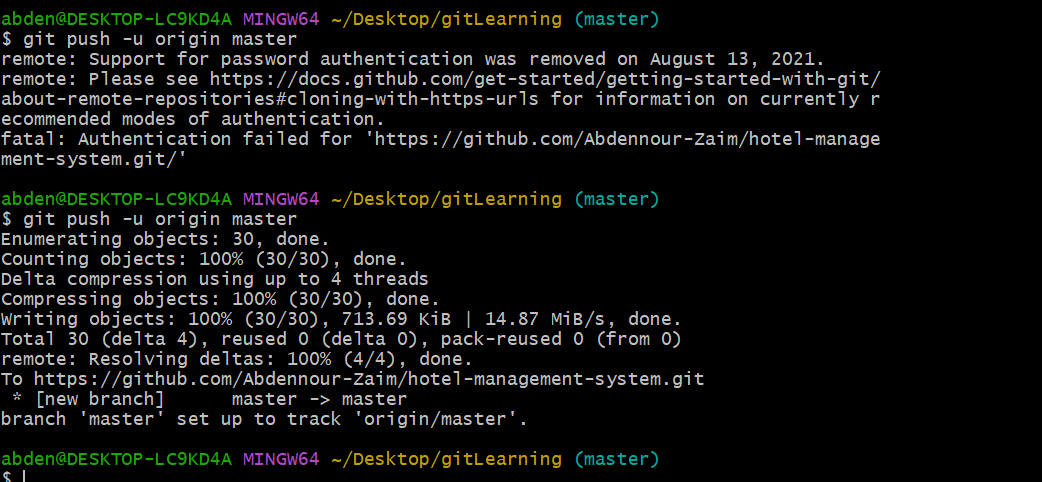 abden@DESKTOP-LC9KD4A MINGW64 ~/Desktop/gitLearning (master)
$ git push -u origin master
remote: Support for password authentication was removed on August 13, 2021.
remote: Please see https://docs.github.com/get-started/getting-started-with-git/
about-remote-repositories#cloning-with-https-urls for information on currently r
ecommended modes of authentication.
fatal: Authentication failed for 'https://github.com/Abdennour-Zaim/hotel-manage
ment-system.git/'
abden@DESKTOP-LC9KD4A MINGW64 ~/Desktop/gitLearning (master)
$ git push -u origin master
Enumerating objects: 30, done.
Counting objects: 100% (30/30), done.
Delta compression using up to 4 threads
Compressing objects: 100% (30/30), done.
Writing objects: 100% (30/30), 713.69 KiB | 14.87 MiB/s, done.
Total 30 (delta 4), reused 0 (delta 0), pack-reused 0 (from 0)
remote: Resolving deltas: 100% (4/4), done.
To https://github.com/Abdennour-Zaim/hotel-management-system.git
 * [new branch]      master -> master
branch 'master' set up to track 'origin/master'.
abden@DESKTOP-LC9KD4A MINGW64 ~/Desktop/gitLearning (master)
$